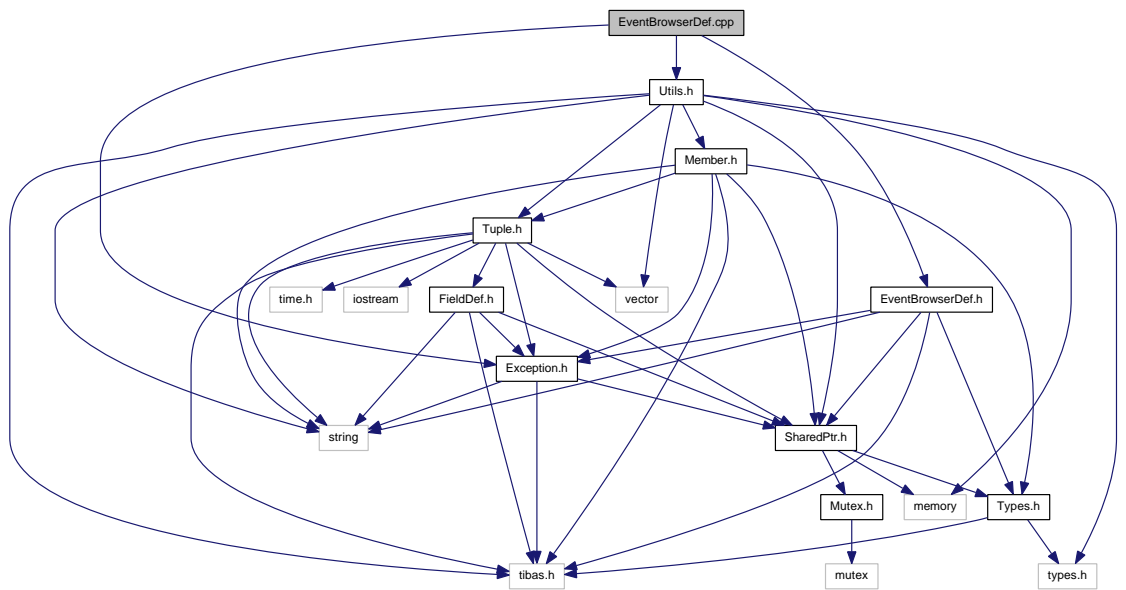 EventBrowserDef.cpp
Utils.h
Member.h
Tuple.h
time.h
iostream
FieldDef.h
vector
EventBrowserDef.h
Exception.h
string
SharedPtr.h
Mutex.h
memory
Types.h
tibas.h
mutex
types.h